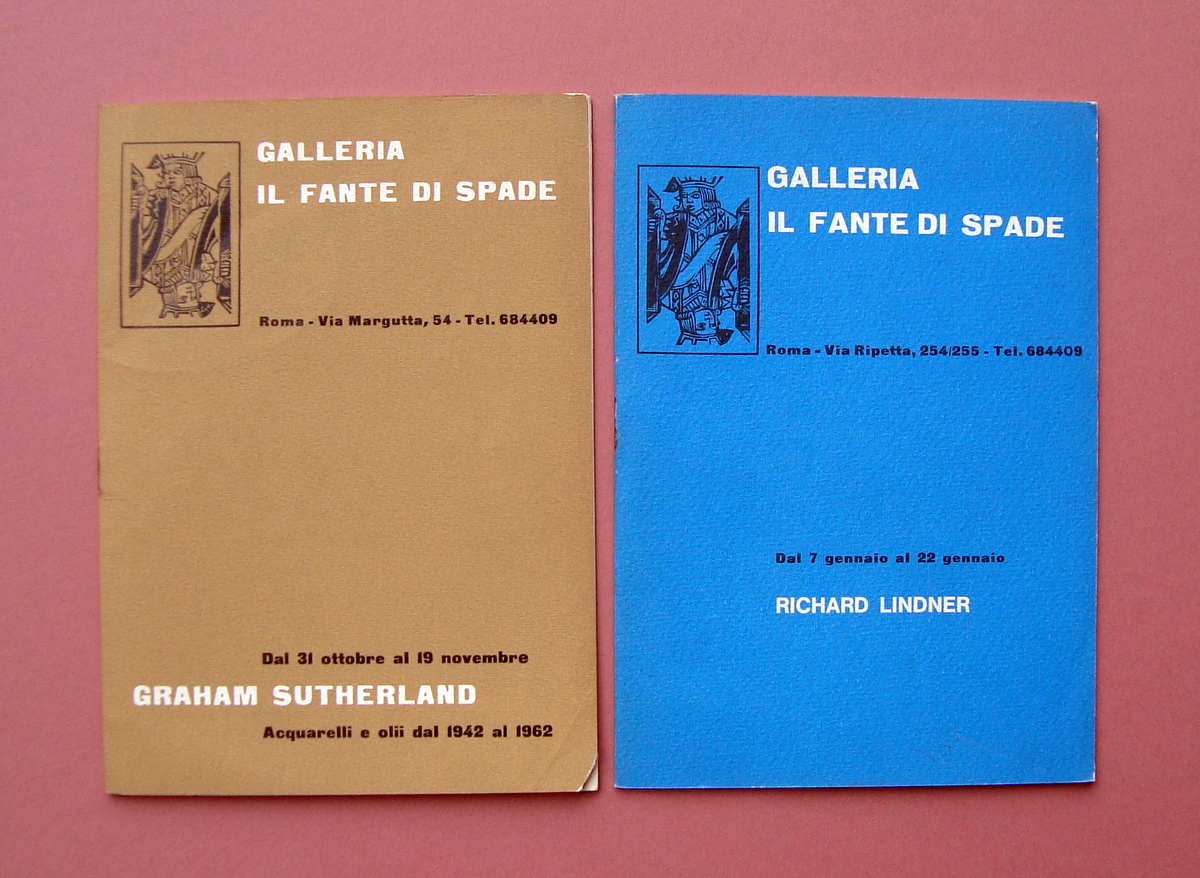 GALLERIA
IL FANTE DI SPADE
Roma - Via Margutta, 54 - Tel. 684409
Dal 31 ottobre al 19 novembre
GRAHAM SUTHERLAND
Acquarelli e olii dal 1942 al 1962
GALLERIA
IL FANTE DI SPADE
Roma - Via Ripetta, 254/255 - Tel. 684409
Dal 7 gennaio al 22 gennaio
RICHARD LINDNER